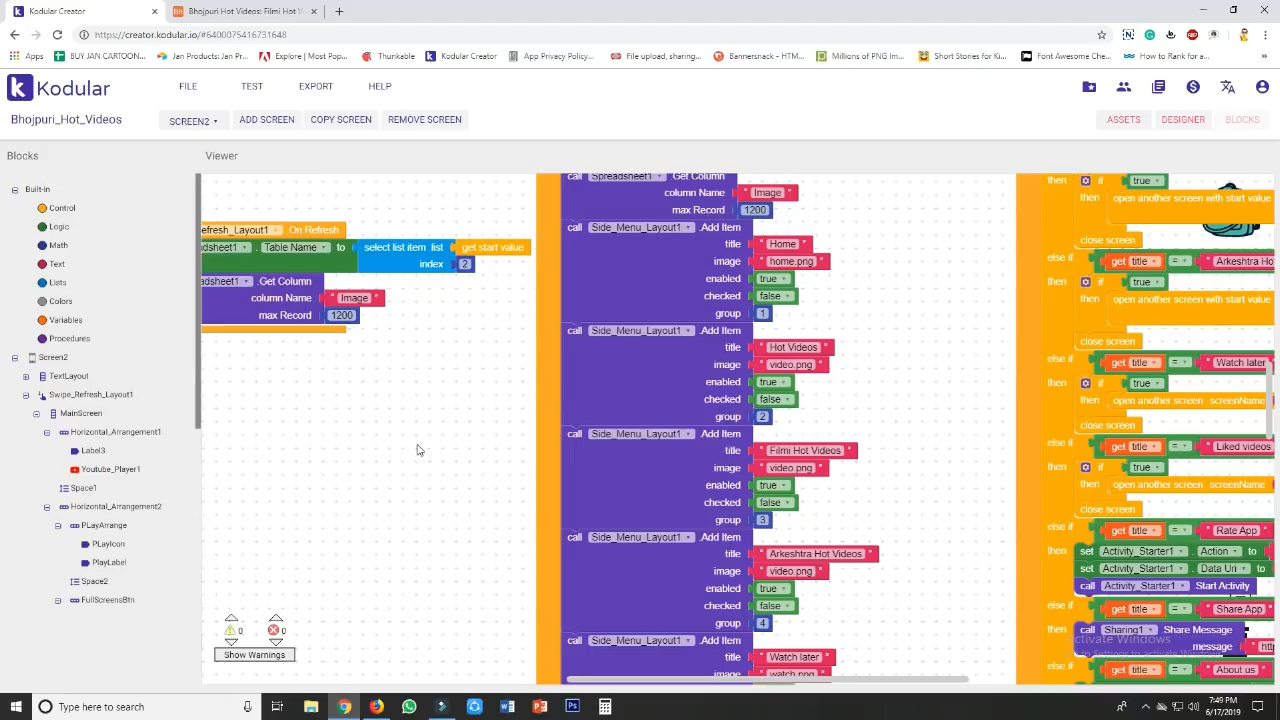 Kodular Creator
Bhojpuri Hot Videos: Filmi Hot V
https://creator.kodular.io/#6400075416731648
Apps
BUY JAN CARTOON...
Jan Products: Jan Pr...
Explore | Most Pop...
Thunkable
Kodular Creator
App Privacy Policy...
File upload, sharing...
Bannersnack – HTM...
Millions of PNG Im...
Short Stories for Ki...
Font Awesome Che...
How to Rank for a...
»
Kodular
FILE
TEST
EXPORT
HELP
Bhojpuri_Hot_Videos
SCREEN2
ADD SCREEN
COPY SCREEN
REMOVE SCREEN
ASSETS
DESIGNER
BLOCKS
Blocks
Viewer
Built-in
Control
Logic
Math
Text
Lists
Colors
Variables
Procedures
Screen2
Swipe_Refresh_Layout1
MainScreen
Horizontal_Arrangement1
Label3
Youtube_Player1
Space1
Horizontal_Arrangement2
PLayArrange
PLayIcon
PlayLabel
Space2
FullScreensBtn
efresh_Layout1 .On Refresh
dsheet1 . Table Name to select list item list get start value
index 2
dsheet1 .Get Column
column Name " Image "
max Record 1200
call Spreadsheet1 .Get Column
column Name " Image "
max Record 1200
call Side_Menu_Layout1 .Add Item
title " Home "
image " home.png "
enabled true
checked false
group 1
call Side_Menu_Layout1 .Add Item
title " Hot Videos "
image " video.png "
enabled true
checked false
group 2
call Side_Menu_Layout1 .Add Item
title " Filmi Hot Videos "
image " video.png "
enabled true
checked false
group 3
call Side_Menu_Layout1 .Add Item
title " Arkeshtra Hot Videos "
image " video.png "
enabled true
checked false
group 4
call Side_Menu_Layout1 .Add Item
title " Watch later "
image " watch.png "
then if true
then open another screen with start value
close screen
else if get title = " Arkeshtra Hot
then if true
then open another screen with start value
close screen
else if get title = " Watch later
then if true
then open another screen screenName
close screen
else if get title = " Liked videos
then if true
then open another screen screenName
close screen
else if get title = " Rate App "
then set Activity_Starter1 . Action to
set Activity_Starter1 . Data Uri to
call Activity_Starter1 .Start Activity
else if get title = " Share App "
then call Sharing1 .Share Message
message " htt
else if get title = " About us "
0
0
Show Warnings
Activate Windows
to Settings to activate Windows
Type here to search
7:49 PM
6/17/2019